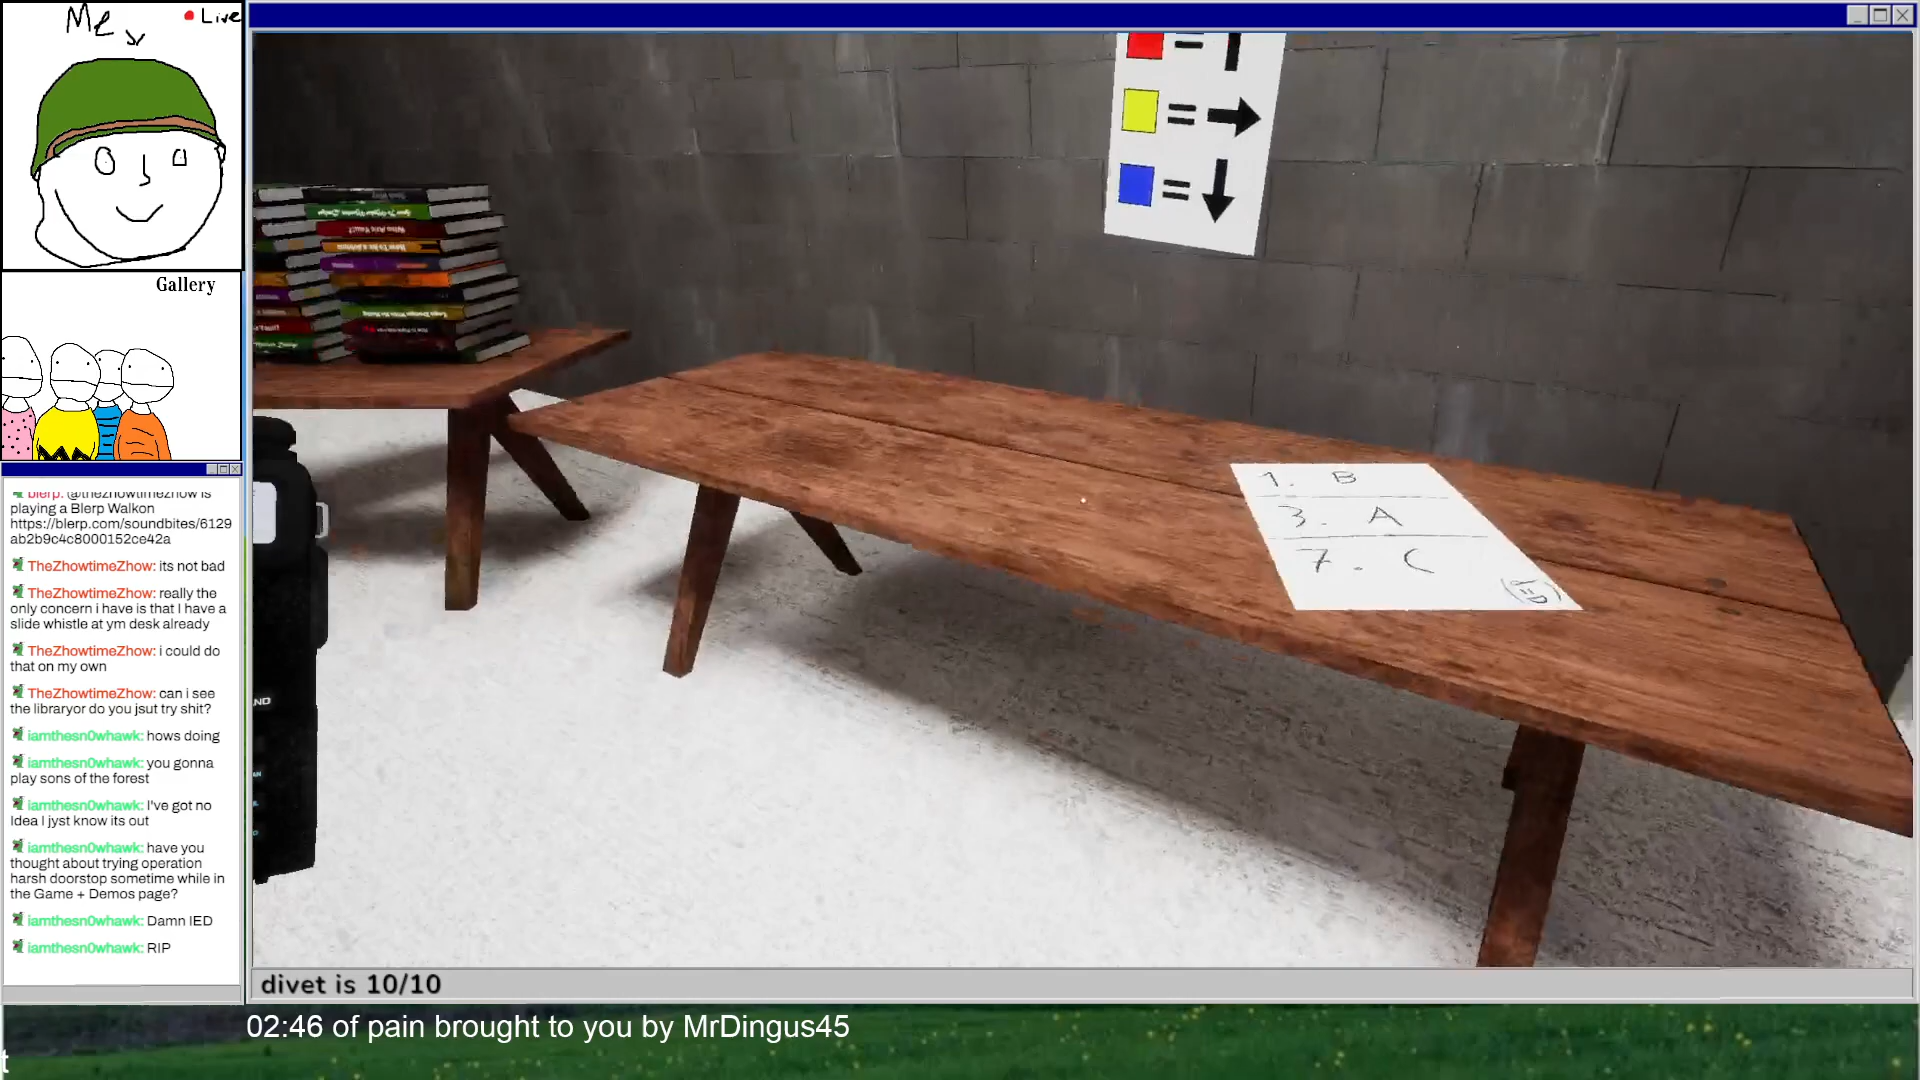 Me
Live
Gallery
blerp: @thezhowtimezhow is
playing a Blerp Walkon
https://blerp.com/soundbites/6129
ab2b9c4c8000152ce42a
TheZhowtimeZhow: its not bad
TheZhowtimeZhow: really the
only concern i have is that I have a
slide whistle at ym desk already
TheZhowtimeZhow: i could do
that on my own
TheZhowtimeZhow: can i see
the libraryor do you jsut try shit?
iamthesn0whawk: hows doing
iamthesn0whawk: you gonna
play sons of the forest
iamthesn0whawk: I've got no
Idea I jyst know its out
iamthesn0whawk: have you
thought about trying operation
harsh doorstop sometime while in
the Game + Demos page?
iamthesn0whawk: Damn IED
iamthesn0whawk: RIP
=
=
=
1. B
3. A
7. C
divet is 10/10
02:46 of pain brought to you by MrDingus45
t